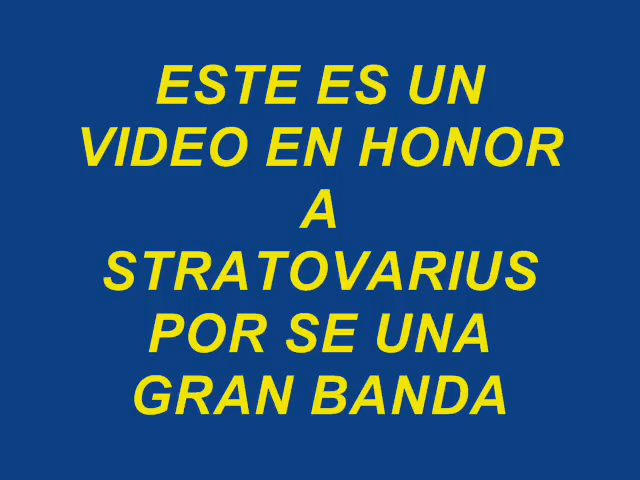 ESTE ES UN
VIDEO EN HONOR
A
STRATOVARIUS
POR SE UNA
GRAN BANDA